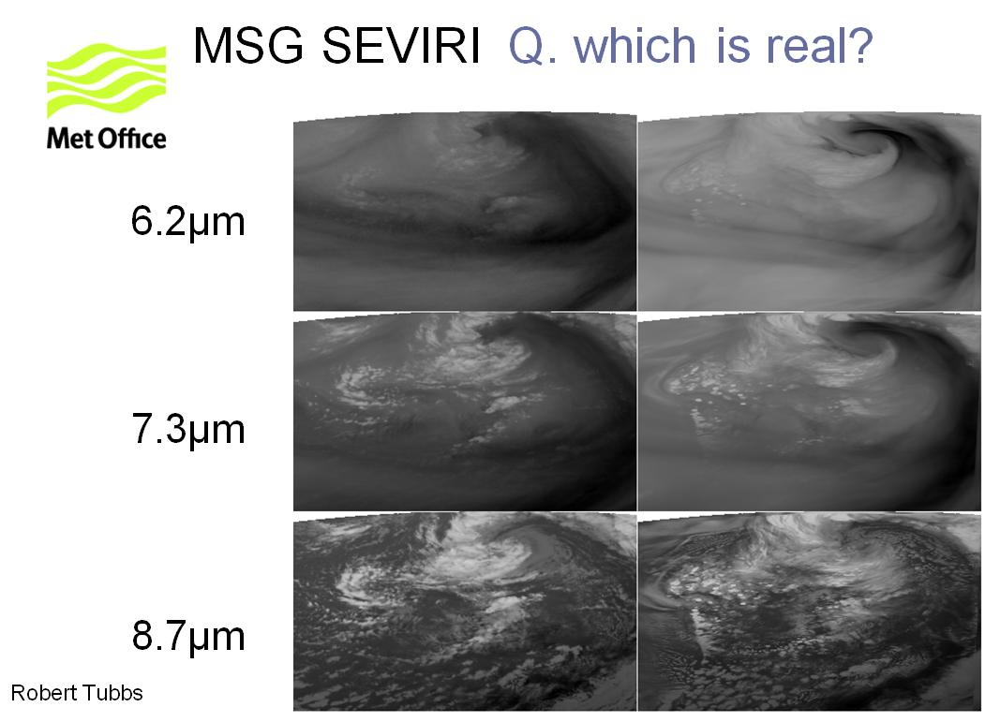 MSG SEVIRI Q. which is real?
Met Office
6.2µm
7.3µm
8.7µm
Robert Tubbs